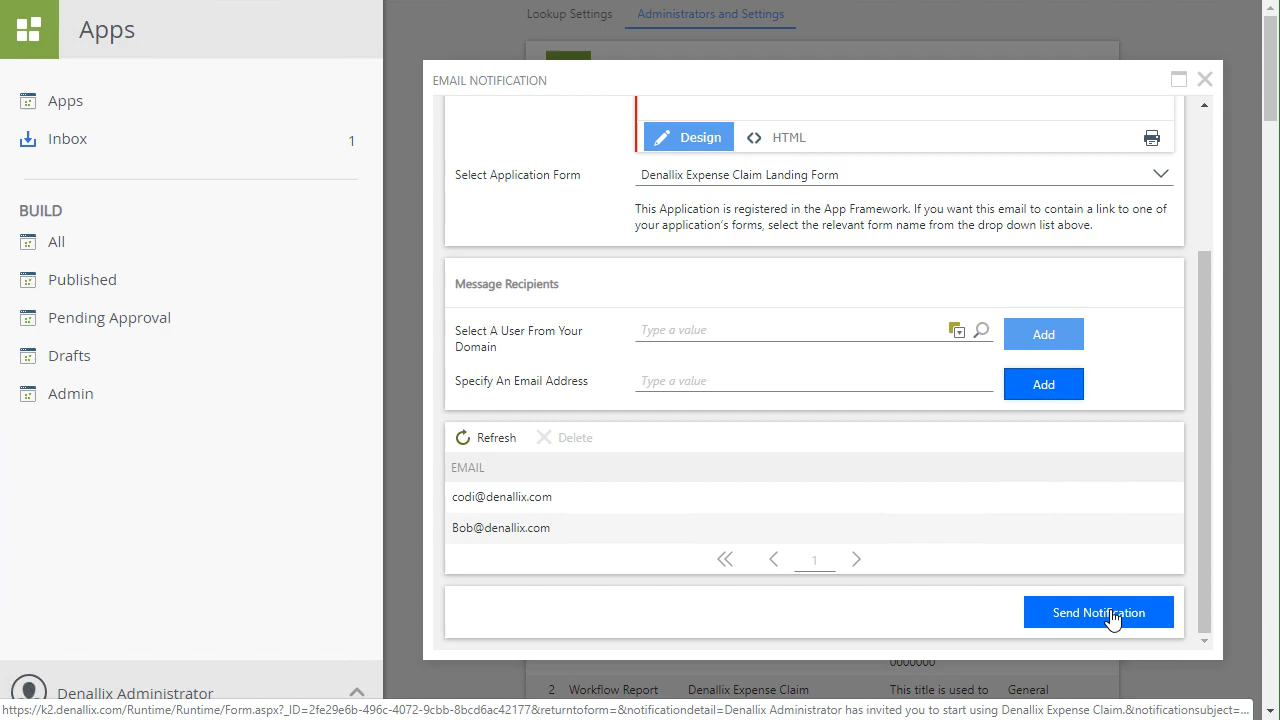 Apps
Apps
Inbox 1
BUILD
All
Published
Pending Approval
Drafts
Admin
Denallix Administrator
Lookup Settings Administrators and Settings
EMAIL NOTIFICATION
Design HTML
Select Application Form Denallix Expense Claim Landing Form
This Application is registered in the App Framework. If you want this email to contain a link to one of
your application's forms, select the relevant form name from the drop down list above.
Message Recipients
Select A User From Your
Domain
Type a value Add
Specify An Email Address Type a value Add
Refresh Delete
EMAIL
codi@denallix.com
Bob@denallix.com
1
Send Notification
0000000
2 Workflow Report Denallix Expense Claim This title is used to General
https://k2.denallix.com/Runtime/Runtime/Form.aspx?_ID=2fe29e6b-496c-4072-9cbb-8bcd6ac42177&returntoform=&notificationdetail=Denallix Administrator has invited you to start using Denallix Expense Claim.&notificationsubject=...